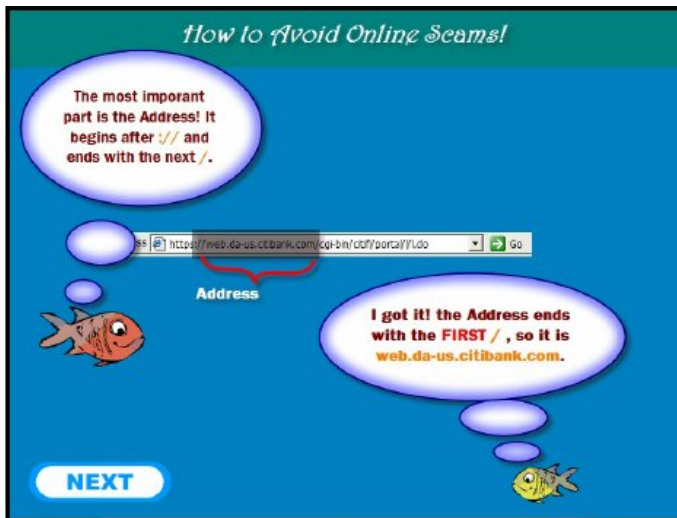 How to Avoid Online Scams!
The most imporant
part is the Address! It
begins after :// and
ends with the next /.
ss https://web.da-us.citibank.com/cgi-bin/citifi/portal/l/l.do Go
Address
I got it! the Address ends
with the FIRST / , so it is
web.da-us.citibank.com.
NEXT